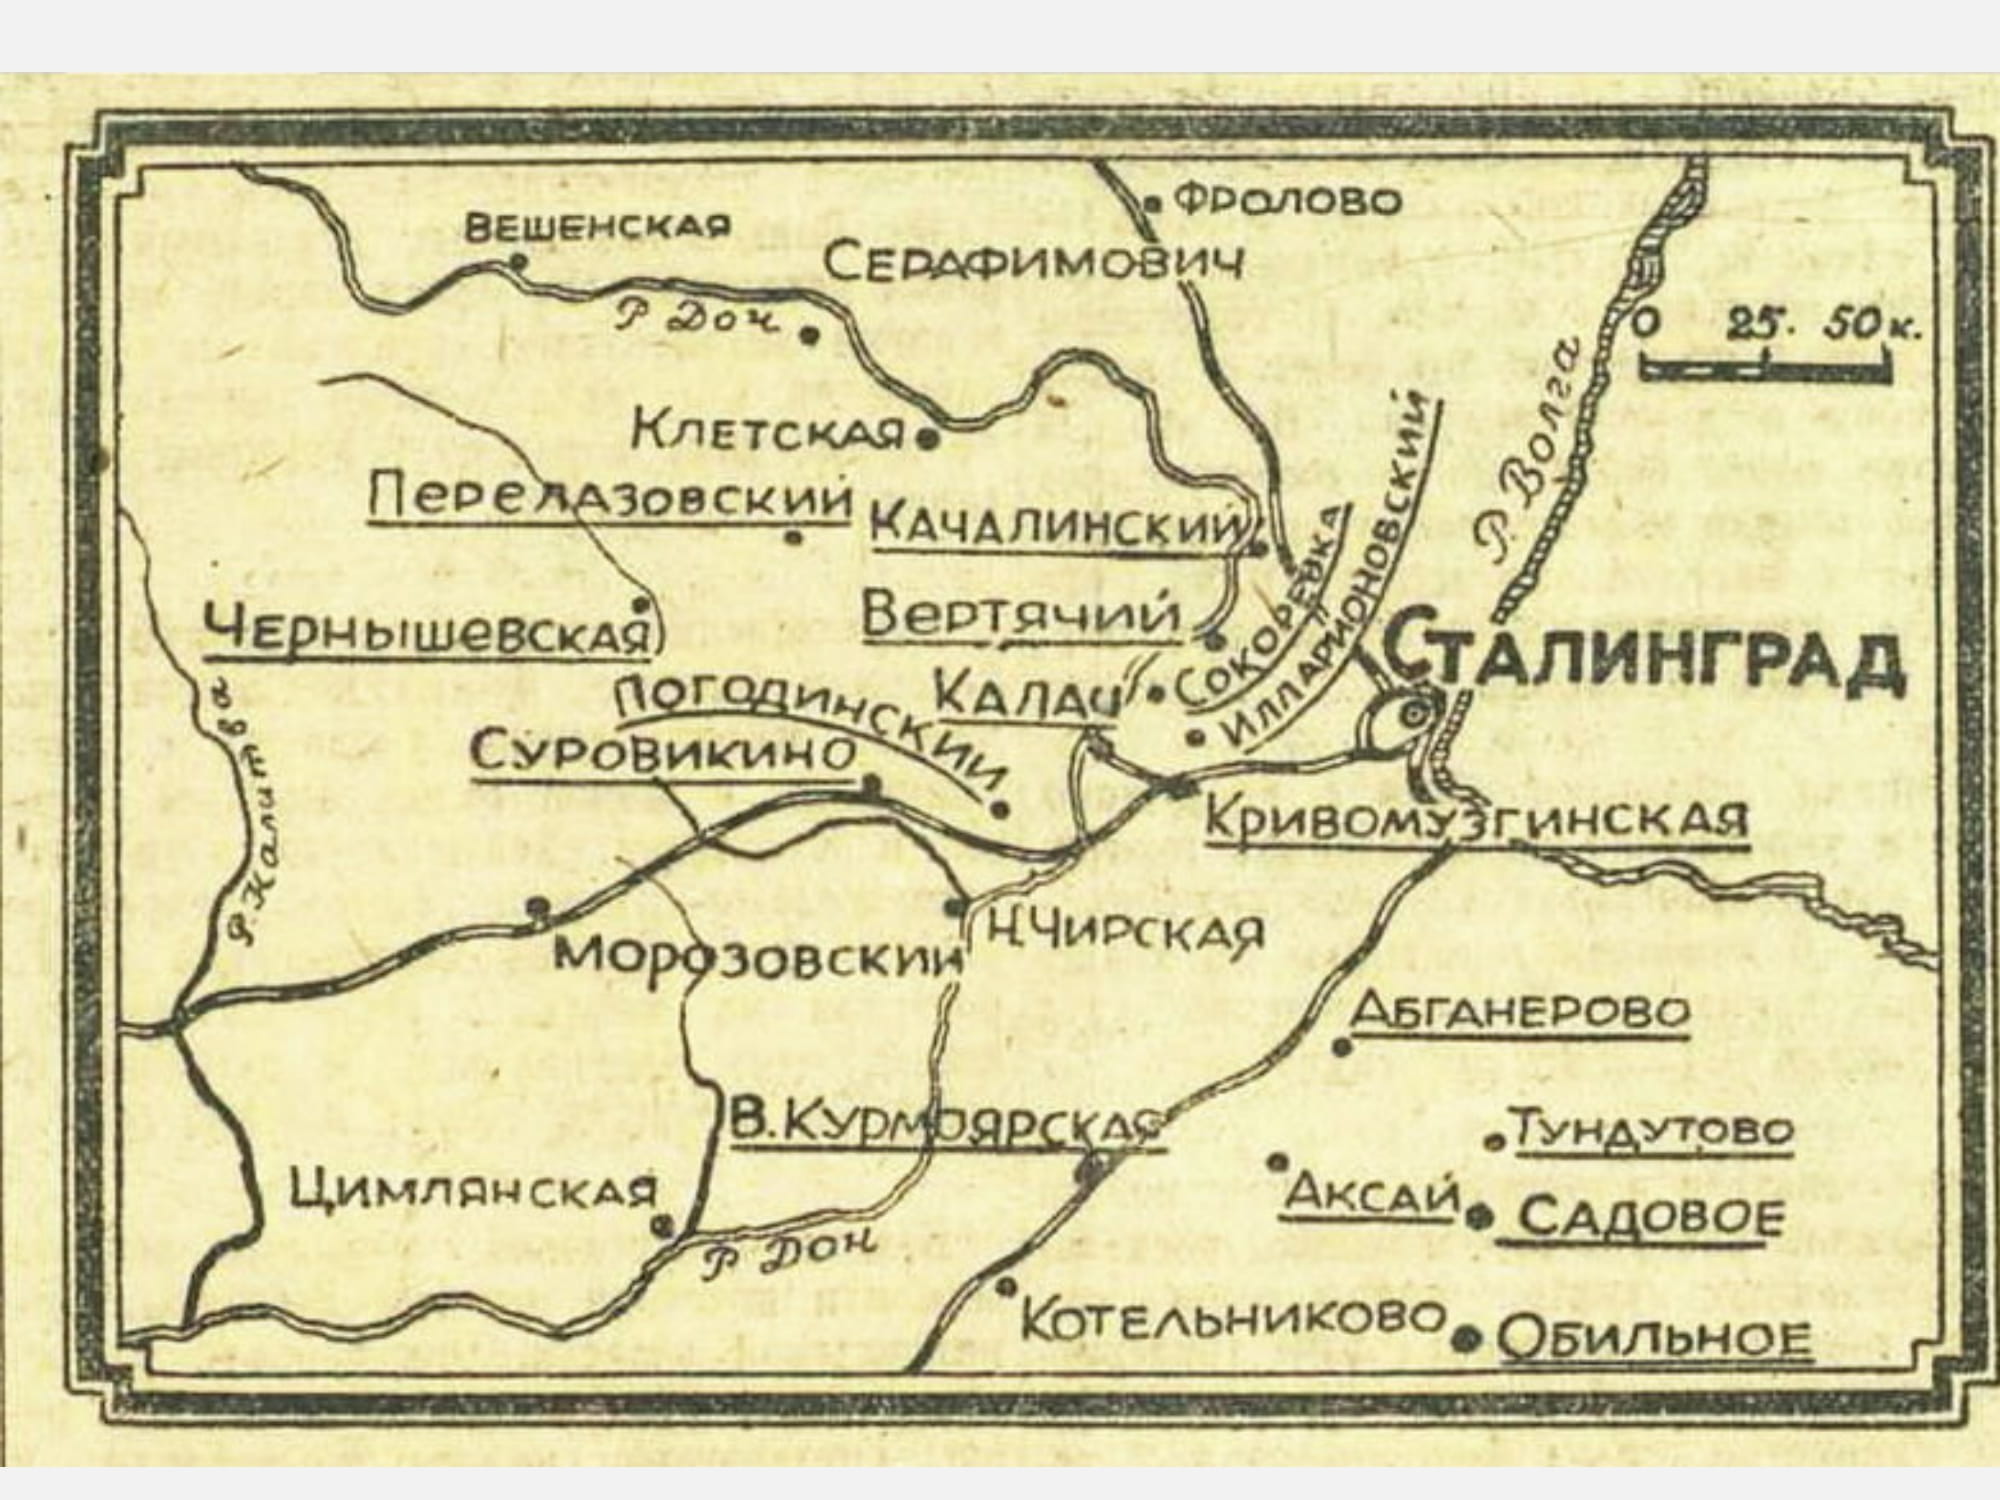 Фролово
Вешенская
Серафимович
р Дон
0 25. 50 к.
р. Волга
Клетская
Перелазовский
Качалинский
Чернышевская
Вертячий
Сокоревка
Илларионовский
Сталинград
Погодинский
Калач
Суровикино
р. Калитва
Кривомузгинская
Н.Чирская
Морозовский
Абганерово
В.Курмоярская
Тундутово
Цимлянская
Аксай
Садовое
р Дон
Котельниково
Обильное